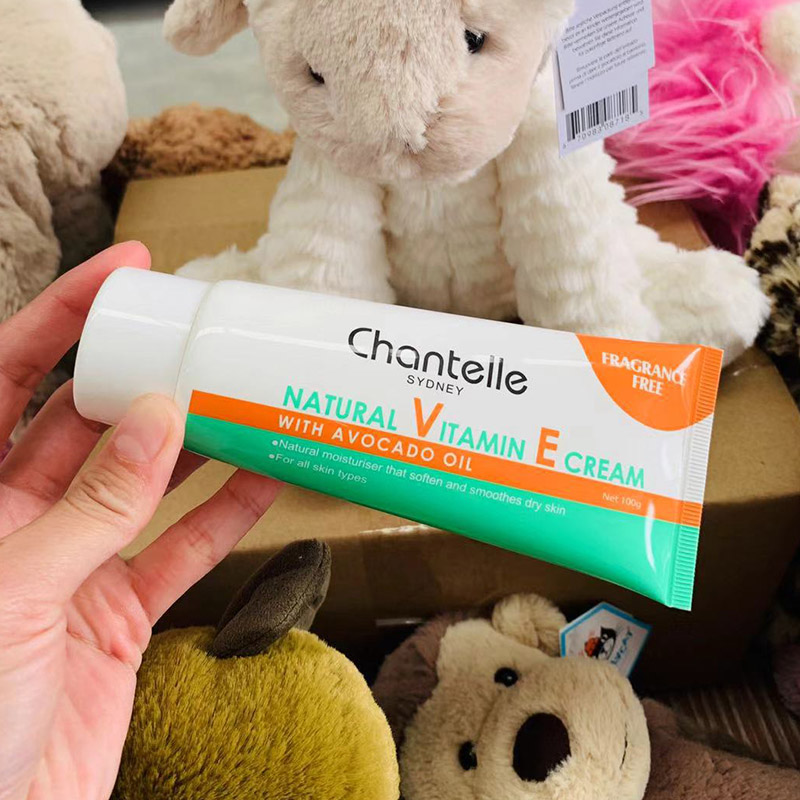 670983087185
Chantelle
SYDNEY
FRAGRANCE
FREE
NATURAL VITAMIN E CREAM
WITH AVOCADO OIL
•Natural moisturiser that soften and smoothes dry skin
•For all skin types
Net 100g